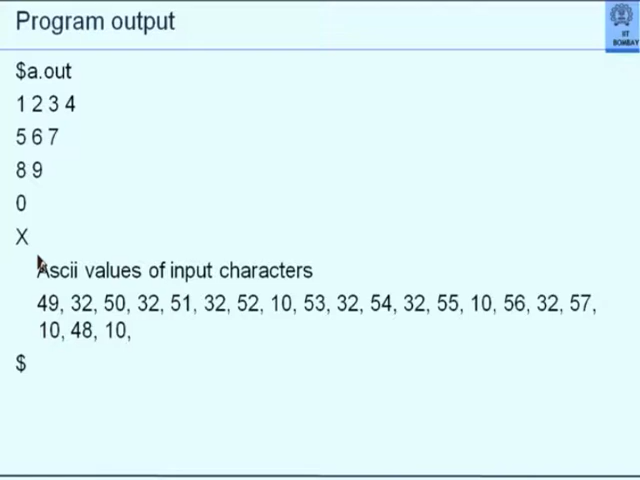 Program output
IIT
BOMBAY
$a.out
1 2 3 4
5 6 7
8 9
0
X
Ascii values of input characters
49, 32, 50, 32, 51, 32, 52, 10, 53, 32, 54, 32, 55, 10, 56, 32, 57,
10, 48, 10,
$